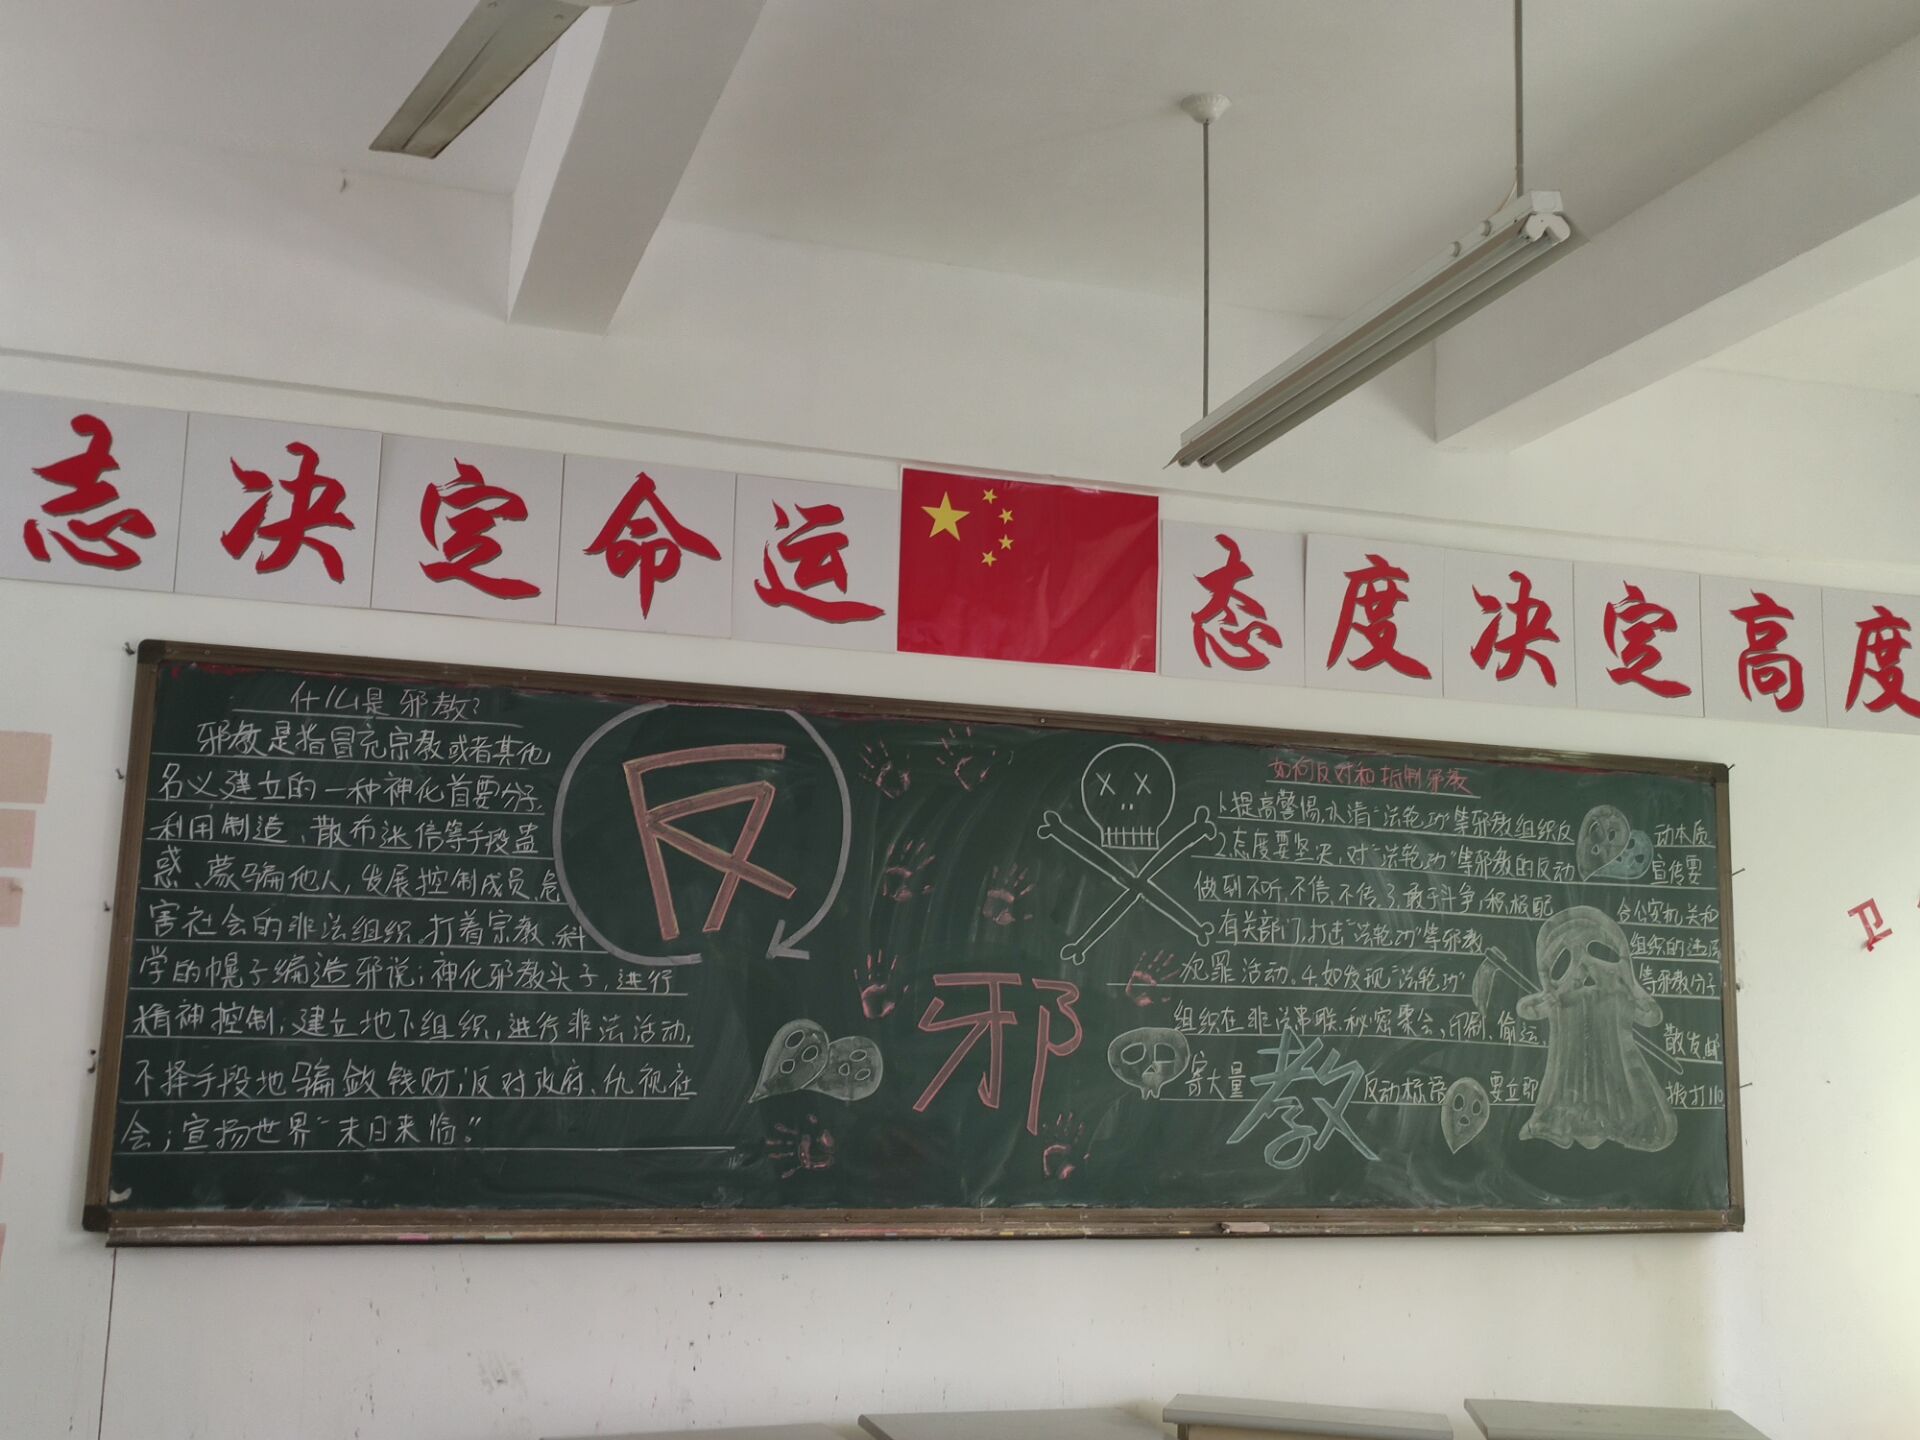 志决定命运 态度决定高度
什么是邪教?
邪教是指冒充宗教或者其他
名义建立的一种神化首要分子
利用制造、散布迷信等手段蛊
惑、蒙骗他人,发展控制成员,危
害社会的非法组织。打着宗教、科
学的幌子编造邪说;神化邪教头子,进行
精神控制;建立地下组织,进行非法活动,
不择手段地骗敛钱财;反对政府、仇视社
会;宣扬世界“末日来临。”
反
邪
教
如何反对和抵制邪教
1.提高警惕,认清“法轮功”等邪教组织反动本质
2.态度要坚决,对“法轮功”等邪教的反动宣传要
做到不听、不信、不传。3.敢于斗争,积极配合公安机关和
有关部门,打击“法轮功”等邪教组织的违法
犯罪活动。4.如发现“法轮功”等邪教分子
组织在非法串联、秘密聚会、印刷、偷运、散发、邮
寄大量反动标语要立即拨打110
卫